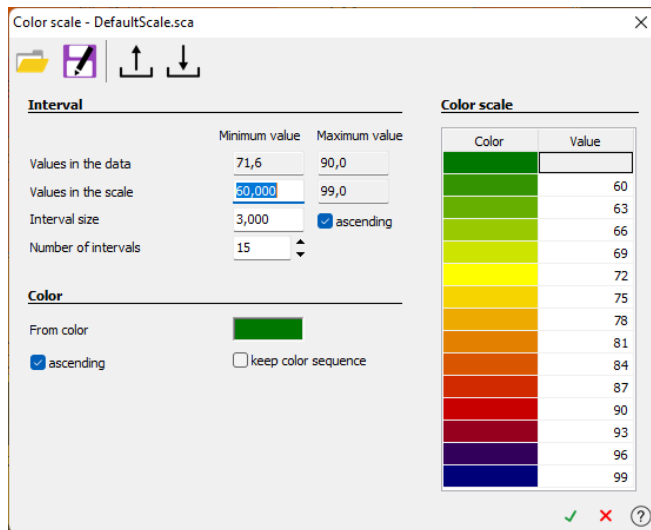 Color scale - DefaultScale.sca
Interval
Minimum value Maximum value
Values in the data 71,6 90,0
Values in the scale 60,000 99,0
Interval size 3,000 ascending
Number of intervals 15
Color
From color
ascending keep color sequence
Color scale
Color Value
60
63
66
69
72
75
78
81
84
87
90
93
96
99
?